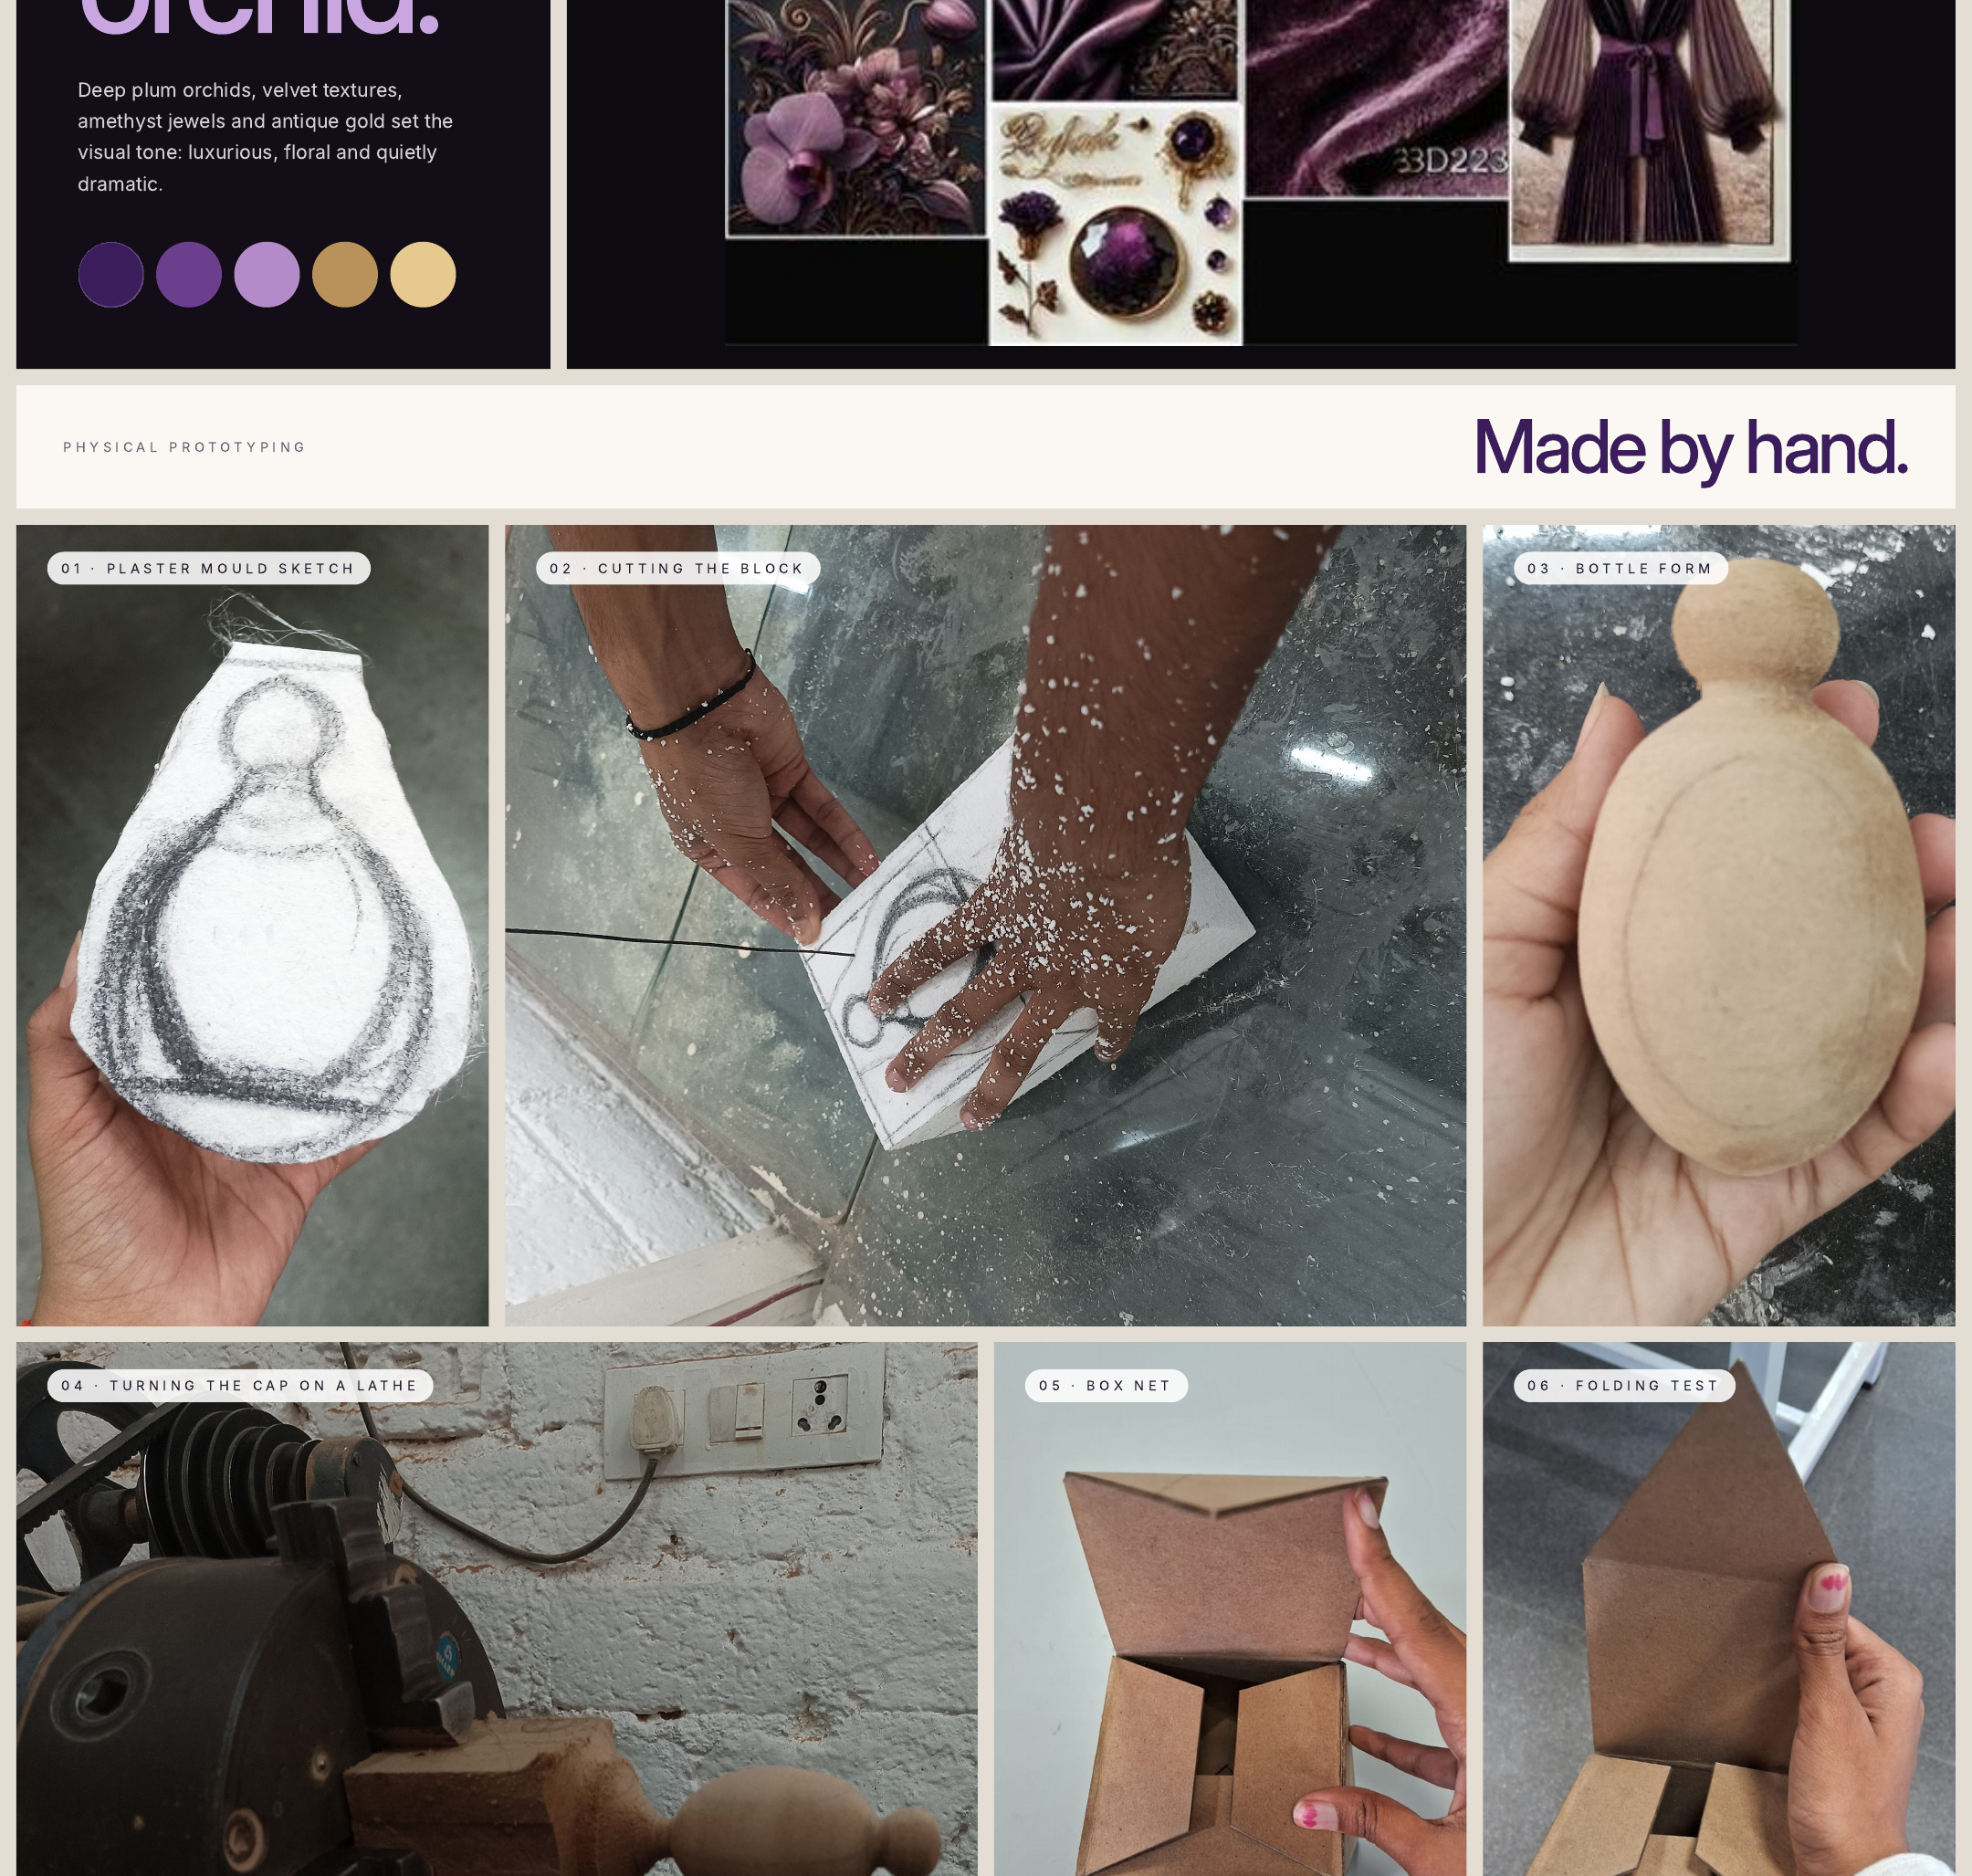 orchid.
Deep plum orchids, velvet textures,
amethyst jewels and antique gold set the
visual tone: luxurious, floral and quietly
dramatic.
33D223
PHYSICAL PROTOTYPING
Made by hand.
01 · PLASTER MOULD SKETCH
02 · CUTTING THE BLOCK
03 · BOTTLE FORM
04 · TURNING THE CAP ON A LATHE
05 · BOX NET
06 · FOLDING TEST